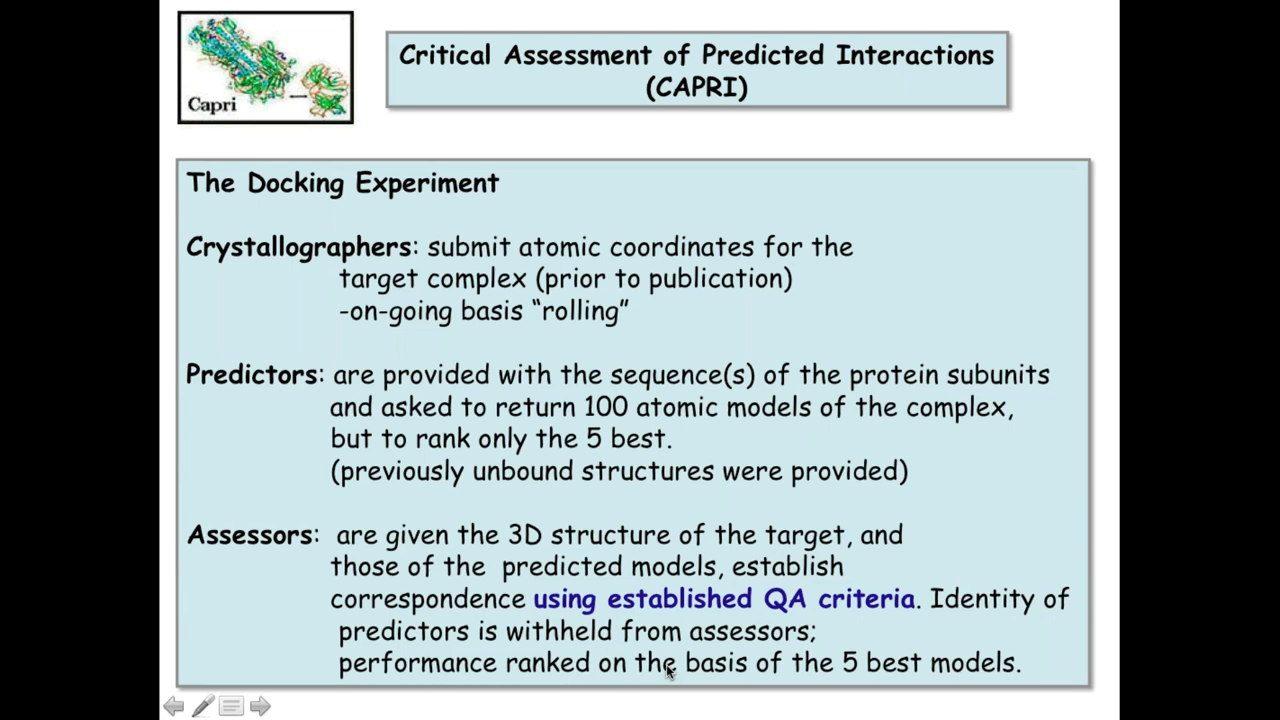 Capri
Critical Assessment of Predicted Interactions
(CAPRI)
The Docking Experiment
Crystallographers: submit atomic coordinates for the
target complex (prior to publication)
-on-going basis “rolling”
Predictors: are provided with the sequence(s) of the protein subunits
and asked to return 100 atomic models of the complex,
but to rank only the 5 best.
(previously unbound structures were provided)
Assessors: are given the 3D structure of the target, and
those of the predicted models, establish
correspondence using established QA criteria. Identity of
predictors is withheld from assessors;
performance ranked on the basis of the 5 best models.